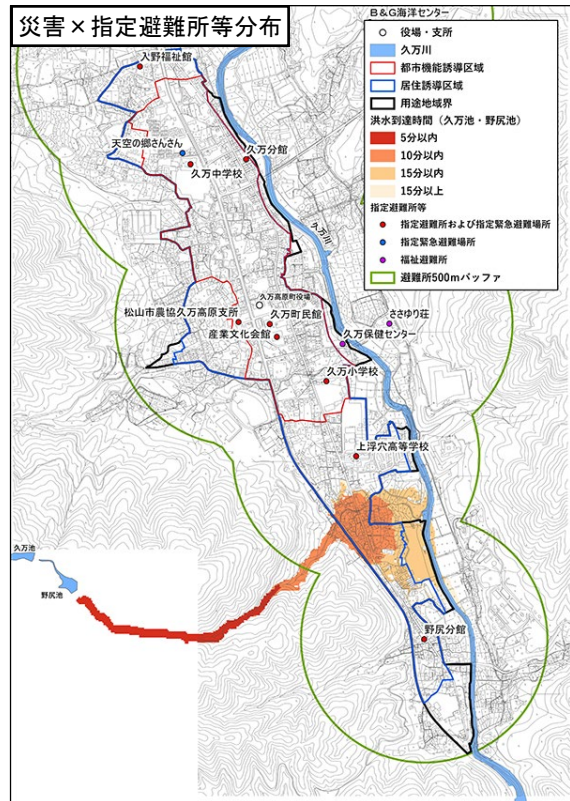 災害×指定避難所等分布
B&G海洋センター
役場・支所
久万川
都市機能誘導区域
居住誘導区域
用途地域界
洪水到達時間（久万池・野尻池）
5分以内
10分以内
15分以内
15分以上
指定避難所等
指定避難所および指定緊急避難場所
指定緊急避難場所
福祉避難所
避難所500mバッファ
入野福祉館
天空の郷さんさん
久万分館
久万中学校
久万川
久万高原町役場
松山市農協久万高原支所
久万町民館
産業文化会館
ささゆり荘
久万保健センター
久万小学校
上浮穴高等学校
久万池
野尻池
野尻分館